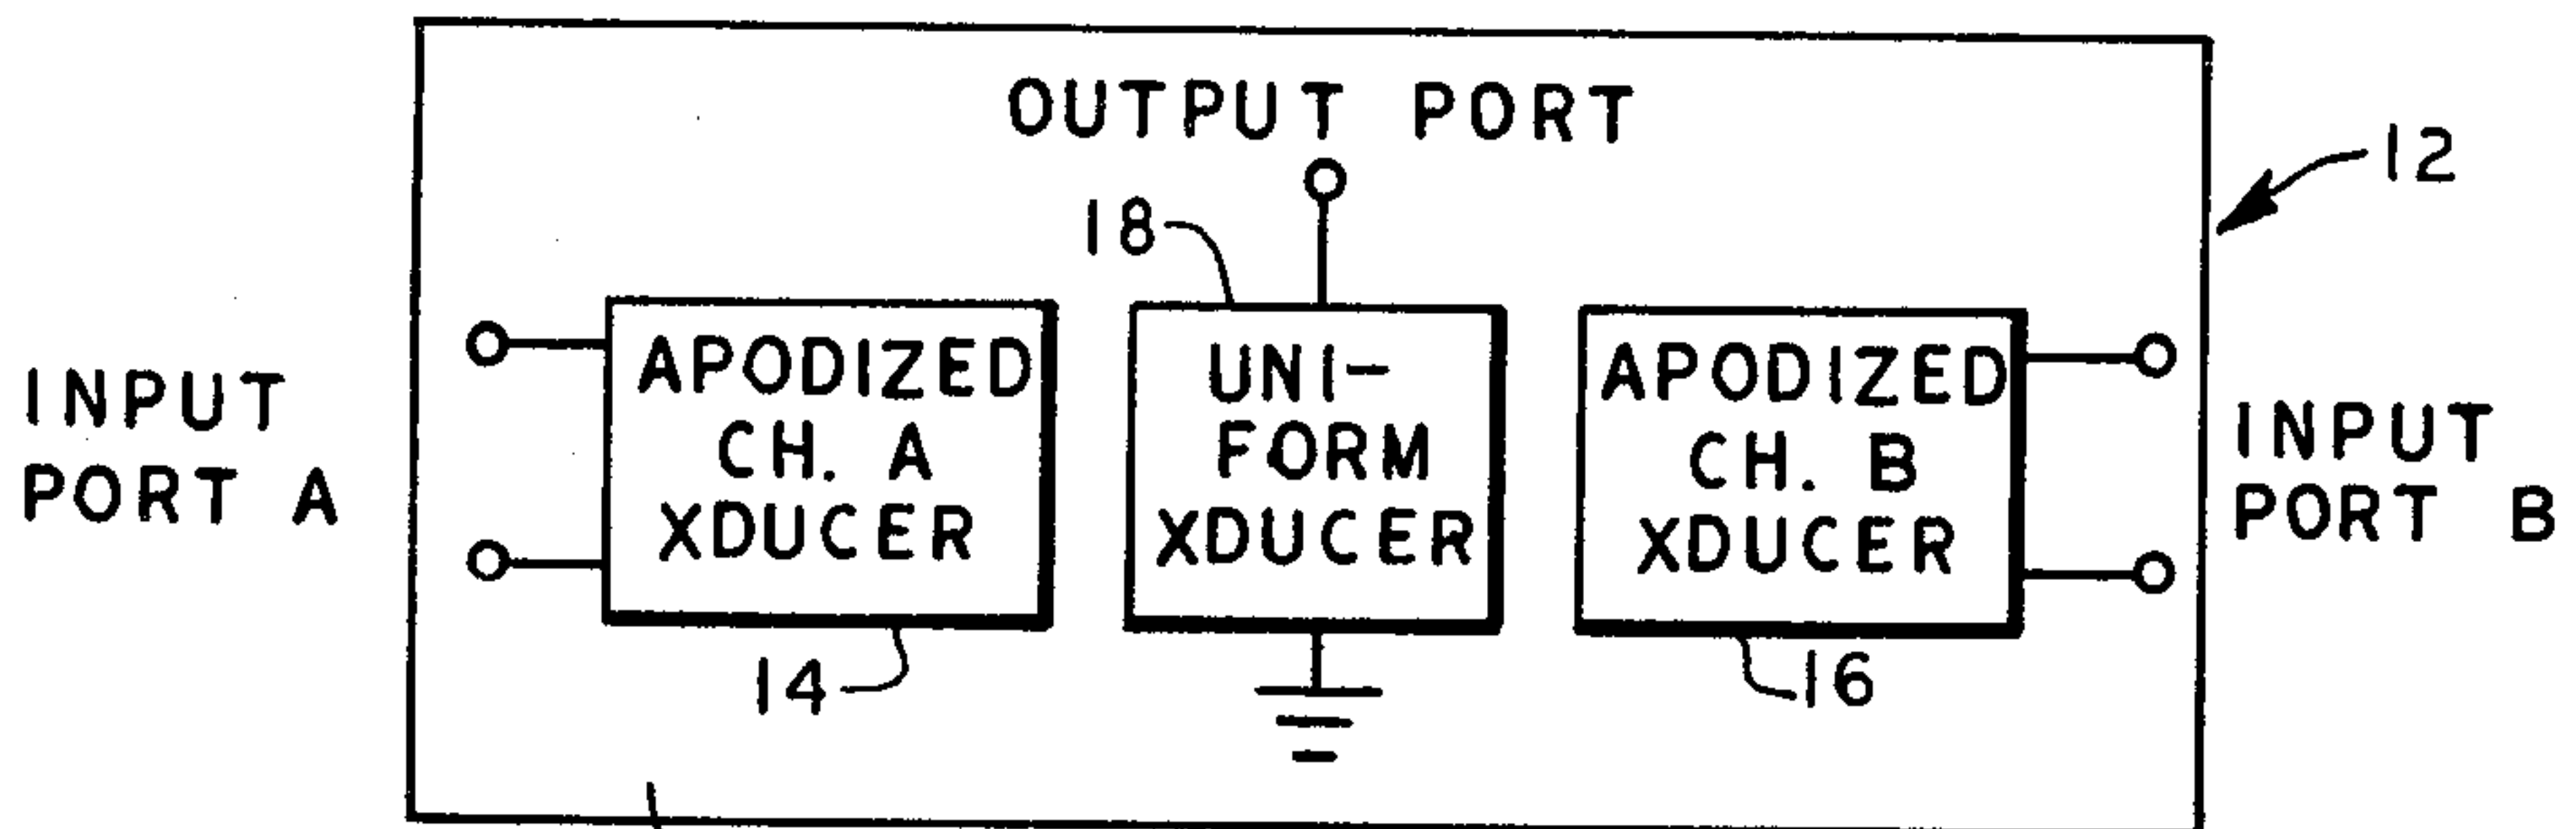 OUTPUT PORT
12
18
INPUT
PORT A
APODIZED
CH. A
XDUCER
UNI-
FORM
XDUCER
APODIZED
CH. B
XDUCER
INPUT
PORT B
14
16